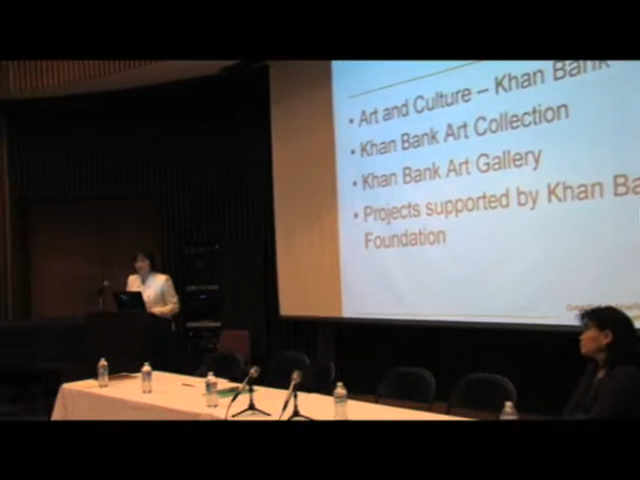 • Art and Culture – Khan Bank
• Khan Bank Art Collection
• Khan Bank Art Gallery
• Projects supported by Khan Ba
Foundation